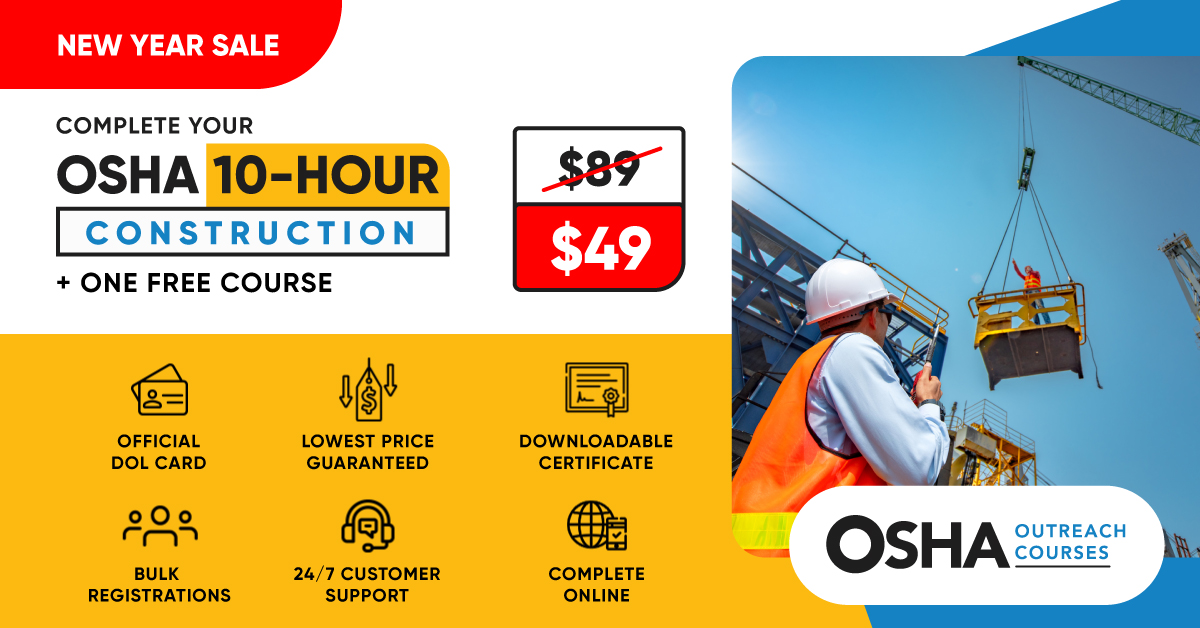 NEW YEAR SALE
COMPLETE YOUR
OSHA 10-HOUR
CONSTRUCTION
+ ONE FREE COURSE
$89
$49
OFFICIAL
DOL CARD
LOWEST PRICE
GUARANTEED
DOWNLOADABLE
CERTIFICATE
BULK
REGISTRATIONS
24/7 CUSTOMER
SUPPORT
COMPLETE
ONLINE
OSHA OUTREACH
COURSES